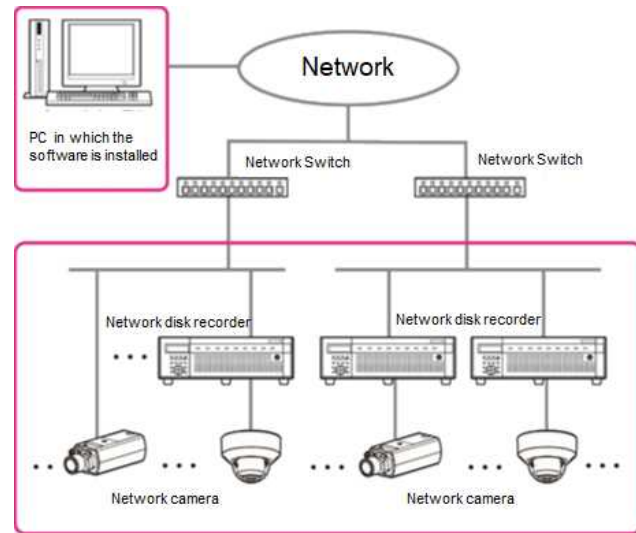 Network
PC in which the
software is installed
Network Switch
Network Switch
Network disk recorder
Network disk recorder
Network camera
Network camera